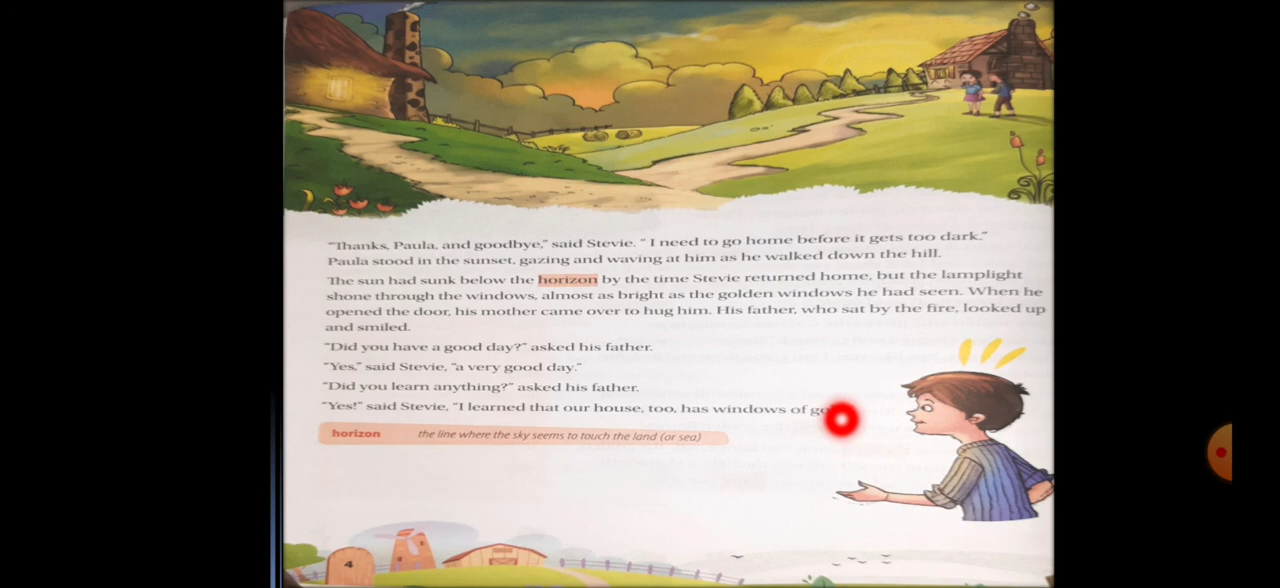 "Thanks, Paula, and goodbye," said Stevie. " I need to go home before it gets too dark."
Paula stood in the sunset, gazing and waving at him as he walked down the hill.
The sun had sunk below the horizon by the time Stevie returned home, but the lamplight
shone through the windows, almost as bright as the golden windows he had seen. When he
opened the door, his mother came over to hug him. His father, who sat by the fire, looked up
and smiled.
"Did you have a good day?" asked his father.
"Yes," said Stevie, "a very good day."
"Did you learn anything?" asked his father.
"Yes!" said Stevie, "I learned that our house, too, has windows of
horizon the line where the sky seems to touch the land (or sea)
4